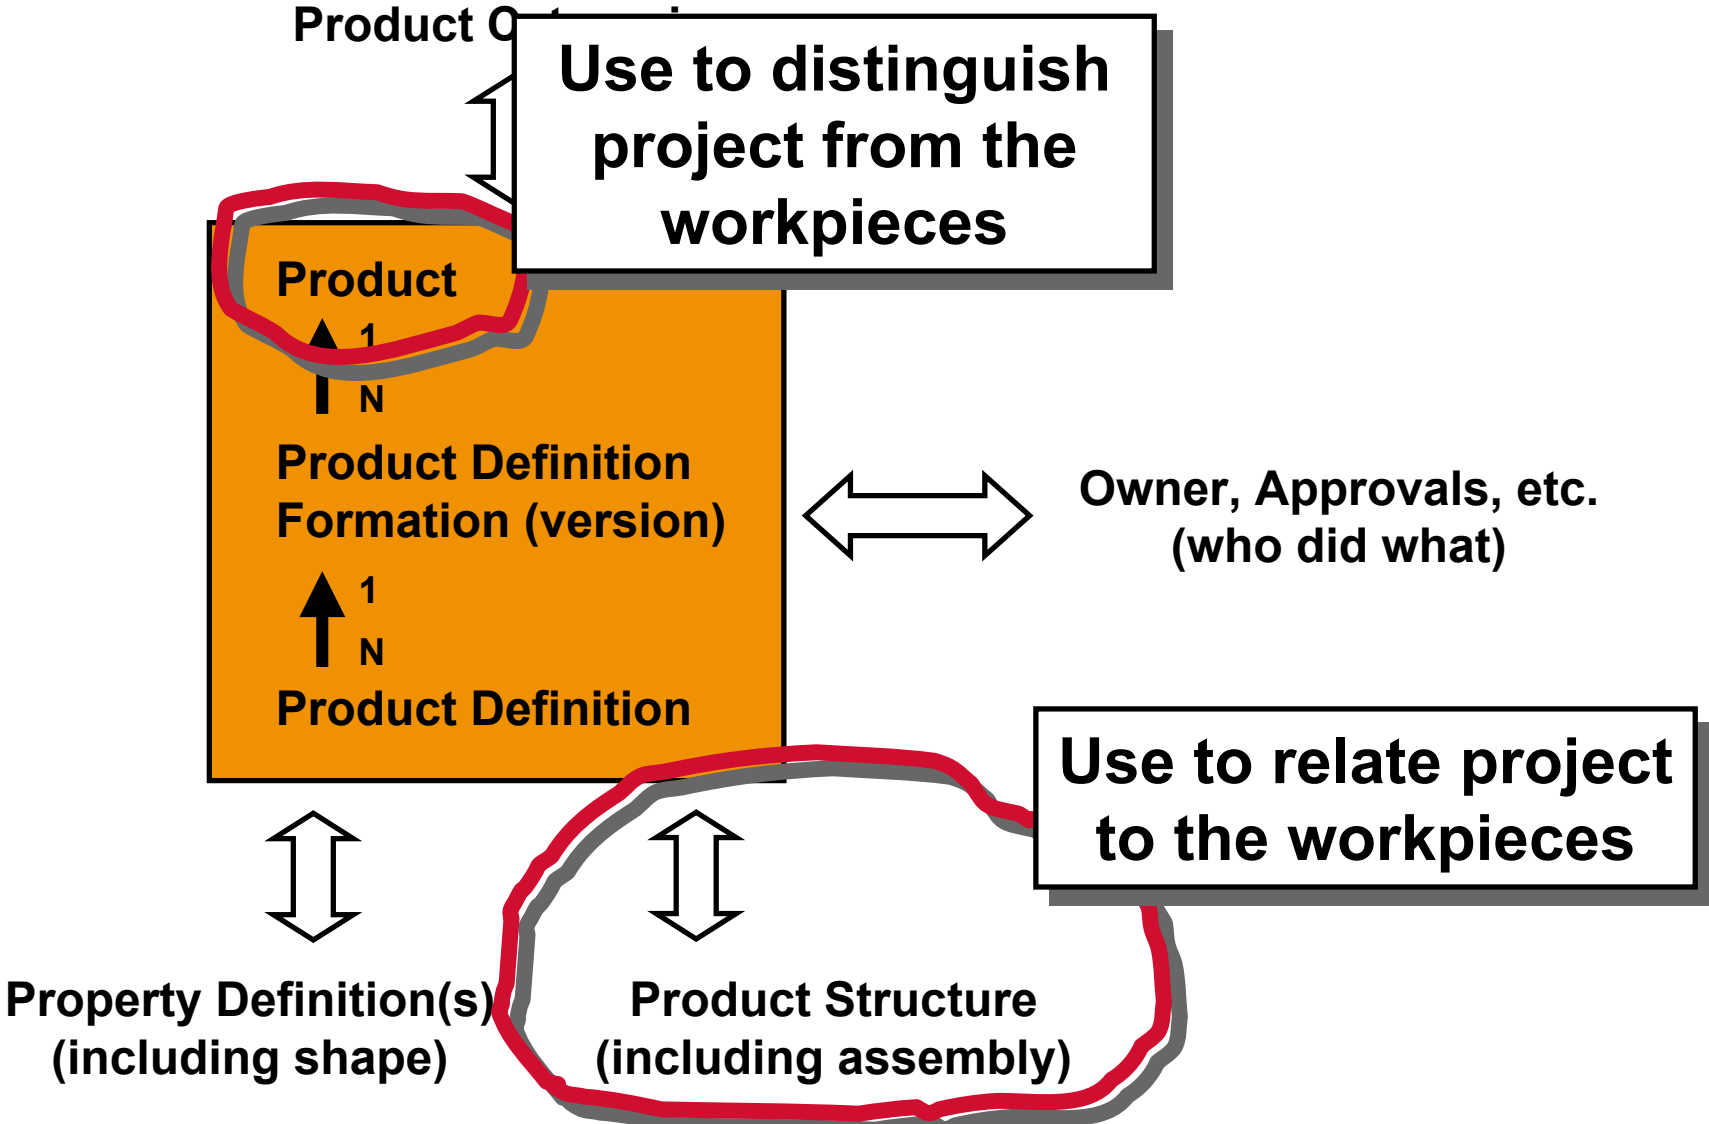 Product
Use to distinguish
project from the
workpieces
Product
1
N
Product Definition
Formation (version)
1
N
Product Definition
Owner, Approvals, etc.
(who did what)
Use to relate project
to the workpieces
Property Definition(s)
(including shape)
Product Structure
(including assembly)